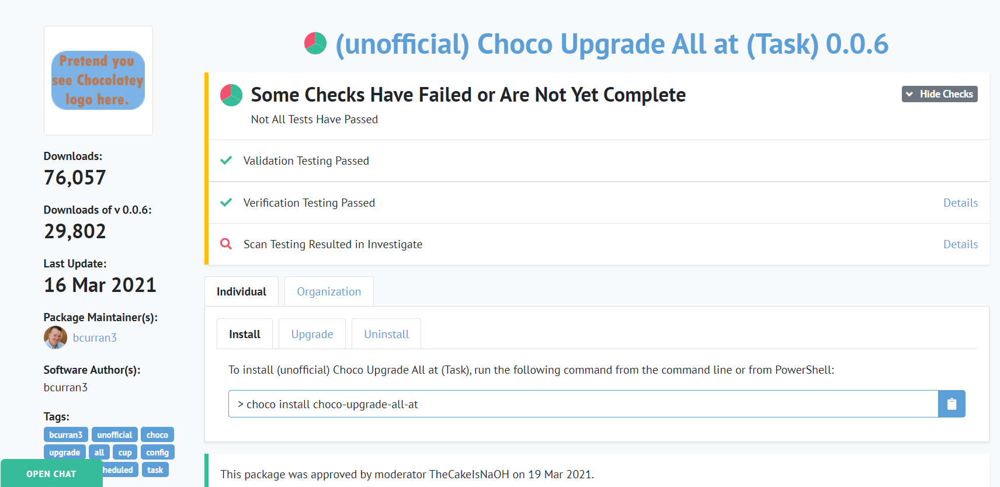 Pretend you
see Chocolatey
logo here.
Downloads:
76,057
Downloads of v 0.0.6:
29,802
Last Update:
16 Mar 2021
Package Maintainer(s):
bcurran3
Software Author(s):
bcurran3
Tags:
bcurran3 unofficial choco
upgrade all cup config
heduled task
OPEN CHAT
(unofficial) Choco Upgrade All at (Task) 0.0.6
Some Checks Have Failed or Are Not Yet Complete
Hide Checks
Not All Tests Have Passed
Validation Testing Passed
Verification Testing Passed Details
Scan Testing Resulted in Investigate Details
Individual Organization
Install Upgrade Uninstall
To install (unofficial) Choco Upgrade All at (Task), run the following command from the command line or from PowerShell:
> choco install choco-upgrade-all-at
This package was approved by moderator TheCakeIsNaOH on 19 Mar 2021.